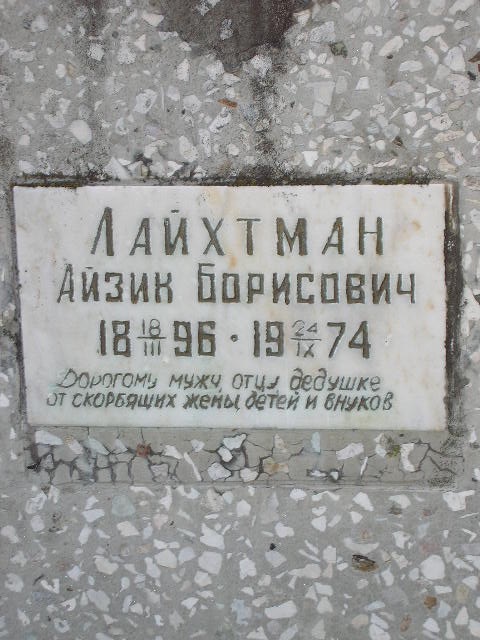 Лайхтман
Айзик Борисович
18 18/III 96 · 19 24/IX 74
Дорогому мужу, отцу, дедушке
от скорбящих жены, детей и внуков